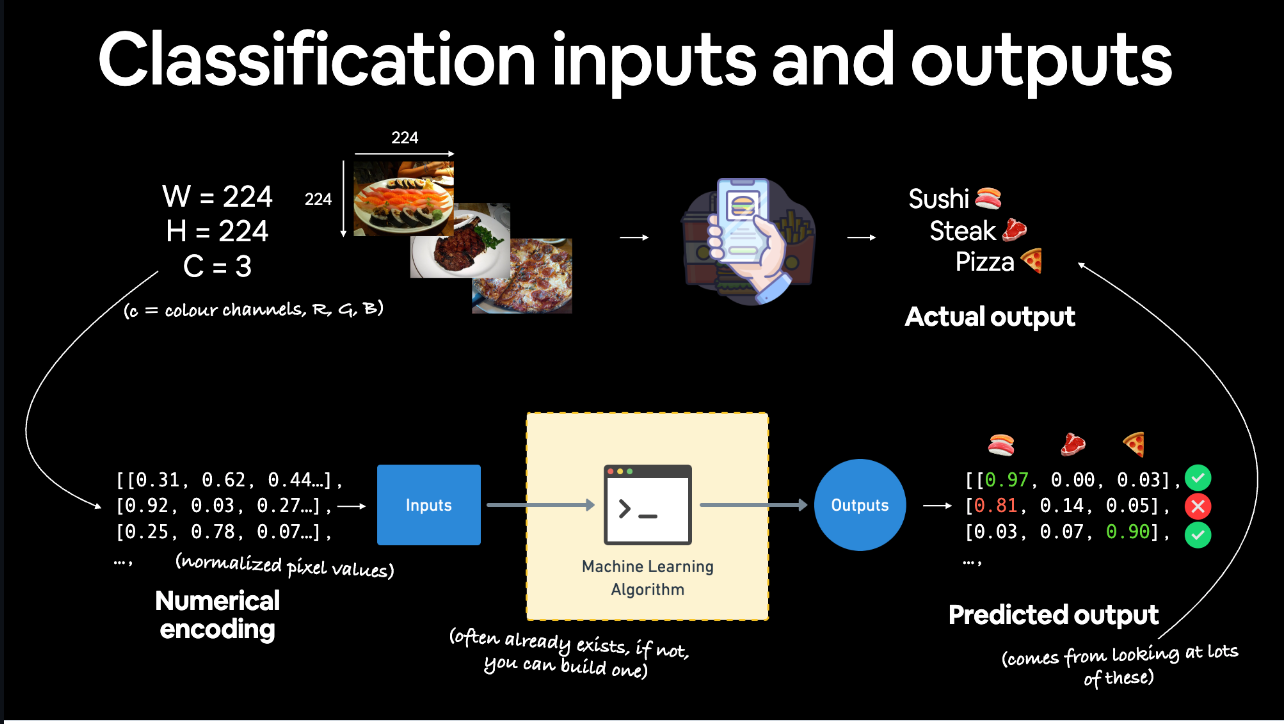 Classification inputs and outputs
224
224
W = 224
H = 224
C = 3
(c = colour channels, R, G, B)
Sushi 🍣
Steak 🥩
Pizza 🍕
Actual output
[[0.31, 0.62, 0.44…],
[0.92, 0.03, 0.27…],
[0.25, 0.78, 0.07…],
…,
(normalized pixel values)
Numerical
encoding
Inputs
Machine Learning
Algorithm
(often already exists, if not,
you can build one)
Outputs
🍣 🥩 🍕
[[0.97, 0.00, 0.03],
[0.81, 0.14, 0.05],
[0.03, 0.07, 0.90],
…,
Predicted output
(comes from looking at lots
of these)